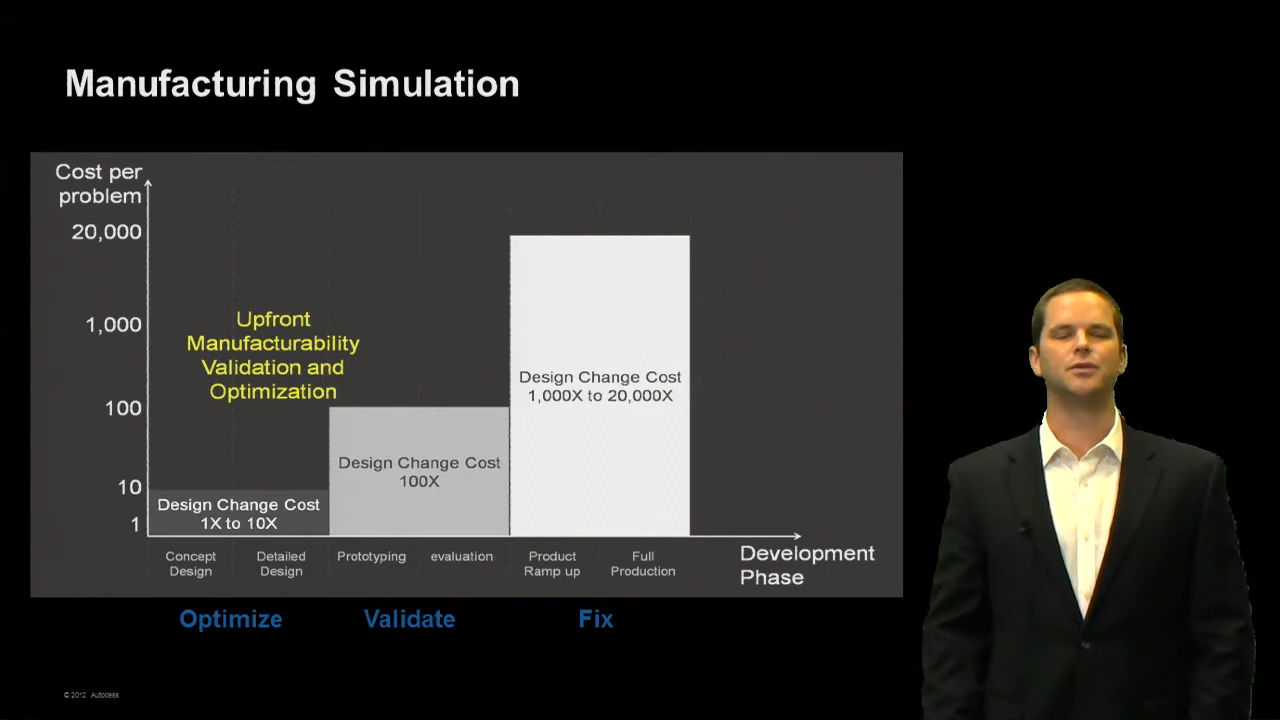 Manufacturing Simulation
Cost per
problem
20,000
1,000
100
10
1
Upfront
Manufacturability
Validation and
Optimization
Design Change Cost
1X to 10X
Design Change Cost
100X
Design Change Cost
1,000X to 20,000X
Concept
Design
Detailed
Design
Prototyping
evaluation
Product
Ramp up
Full
Production
Development
Phase
Optimize
Validate
Fix
© 2012 Autodesk